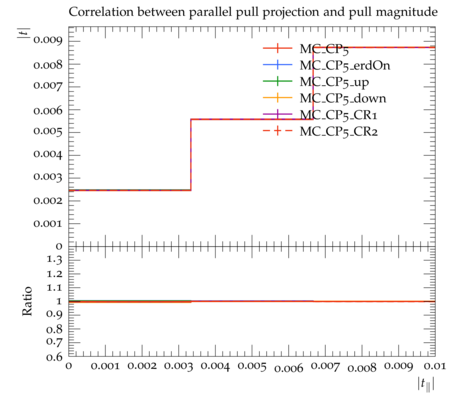 Correlation between parallel pull projection and pull magnitude
|t|
0.009
0.008
0.007
0.006
0.005
0.004
0.003
0.002
0.001
0
MC_CP5
MC_CP5_erdOn
MC_CP5_up
MC_CP5_down
MC_CP5_CR1
MC_CP5_CR2
Ratio
1.3
1.2
1.1
1
0.9
0.8
0.7
0.6
0 0.001 0.002 0.003 0.004 0.005 0.006 0.007 0.008 0.009 0.01
|t∥|